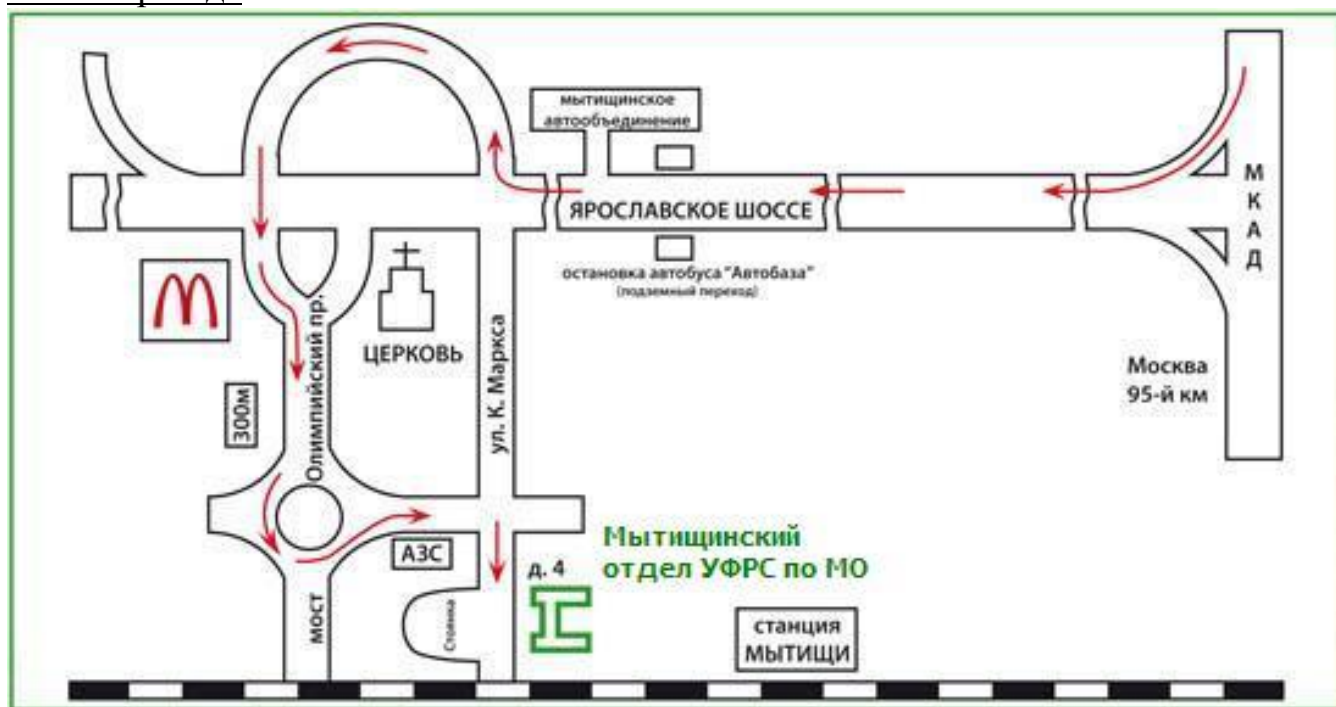 мытищинское
автообъединение
ЯРОСЛАВСКОЕ ШОССЕ
МКАД
остановка автобуса "Автобаза"
(подземный переход)
ЦЕРКОВЬ
Олимпийский пр.
ул. К. Маркса
300м
Москва
95-й км
АЗС
Мытищинский
отдел УФРС по МО
д. 4
мост
Стоянка
станция
МЫТИЩИ